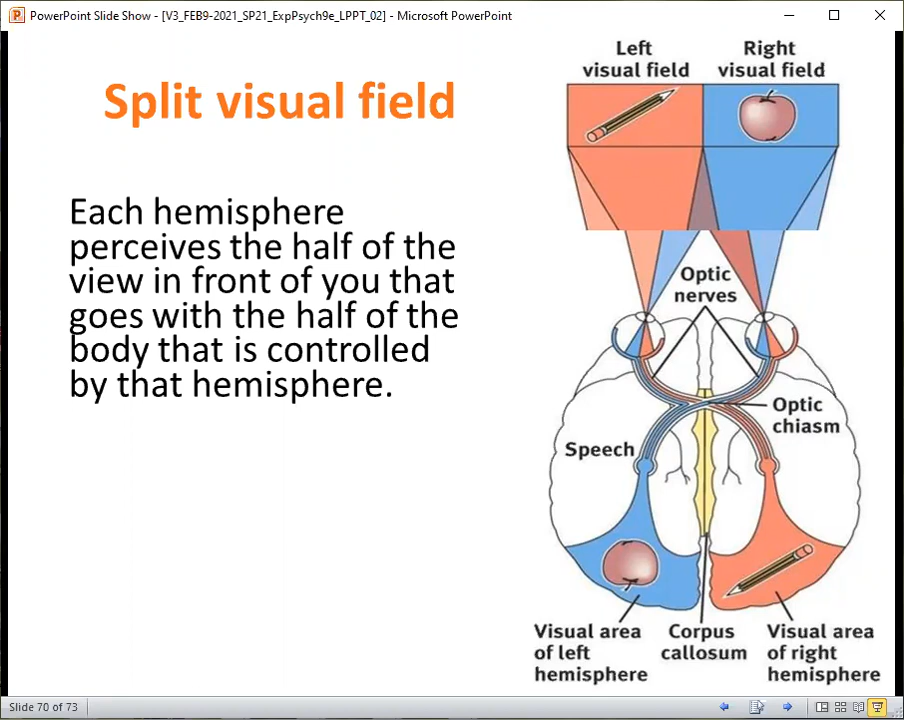 PowerPoint Slide Show - [V3_FEB9-2021_SP21_ExpPsych9e_LPPT_02] - Microsoft PowerPoint
Split visual field
Each hemisphere
perceives the half of the
view in front of you that
goes with the half of the
body that is controlled
by that hemisphere.
Left
visual field
Right
visual field
Optic
nerves
Optic
chiasm
Speech
Visual area
of left
hemisphere
Corpus
callosum
Visual area
of right
hemisphere
Slide 70 of 73